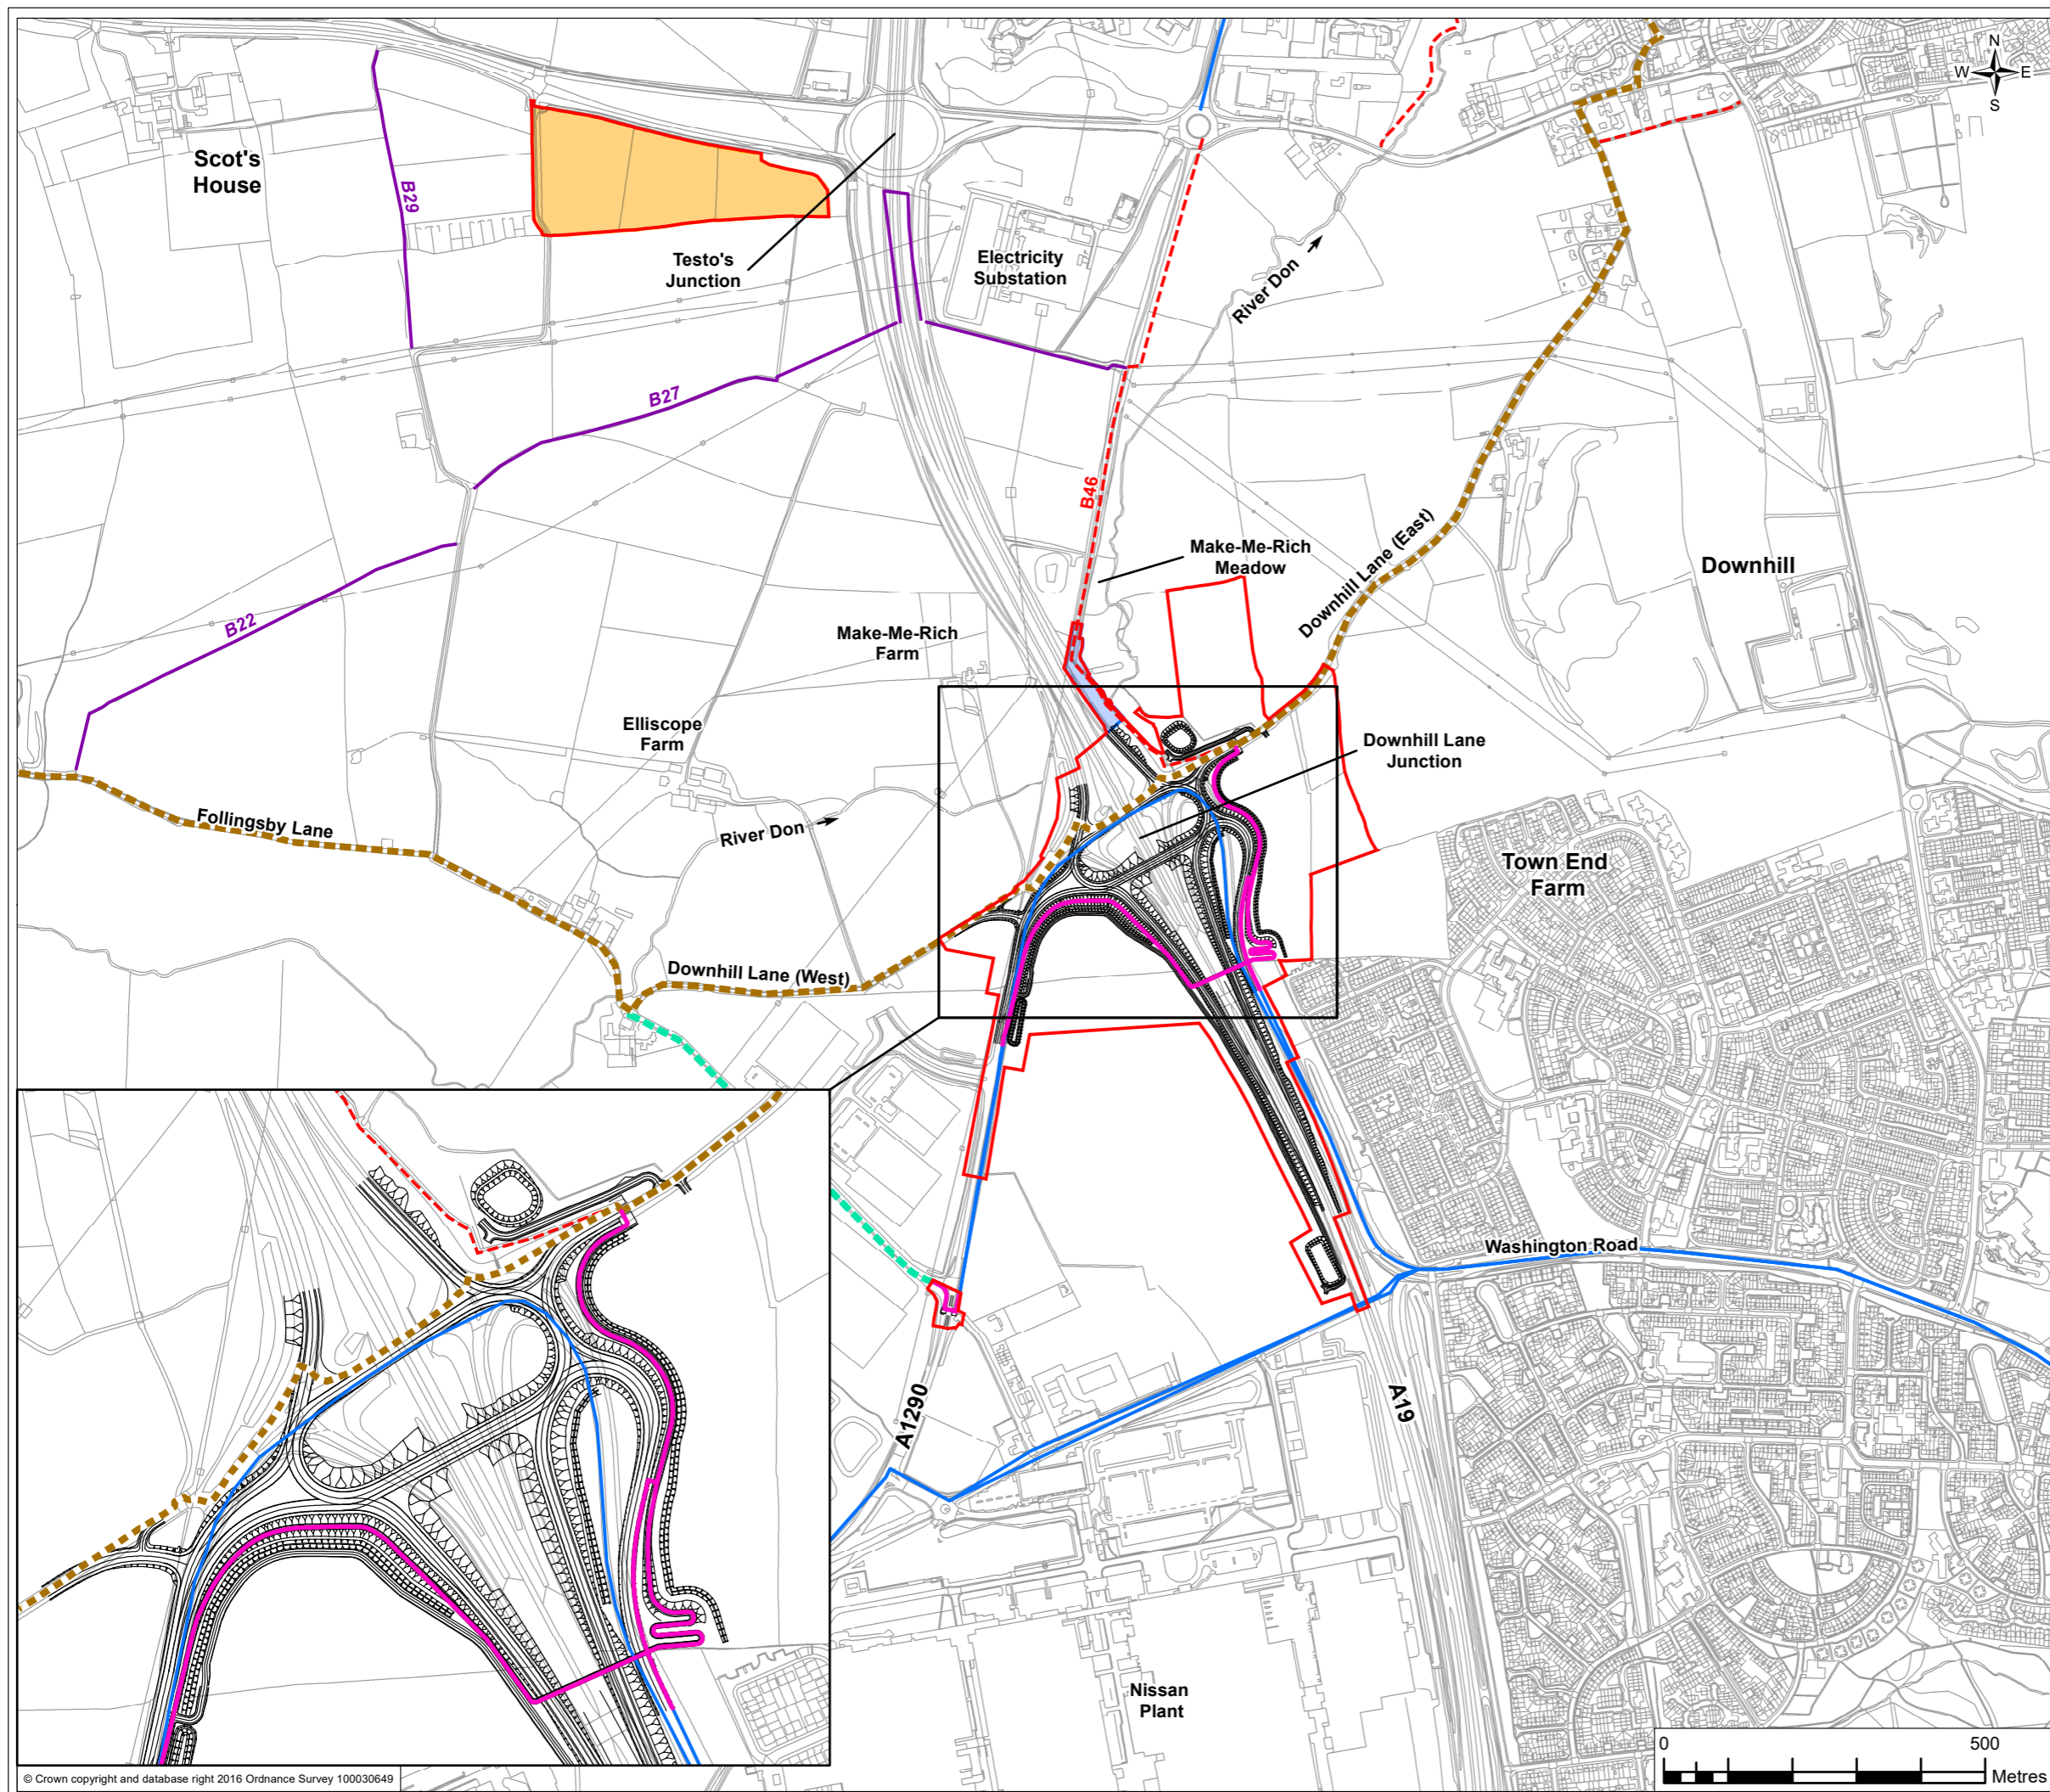 N
W E
S
Scot's
House
B29
Testo's
Junction
Electricity
Substation
River Don
B27
B46
Make-Me-Rich
Meadow
Downhill Lane (East)
Downhill
B22
Make-Me-Rich
Farm
Elliscope
Farm
Downhill Lane
Junction
Follingsby Lane
River Don
Town End
Farm
Downhill Lane (West)
Washington Road
A1290
A19
Nissan
Plant
0 500
Metres
© Crown copyright and database right 2016 Ordnance Survey 100030649